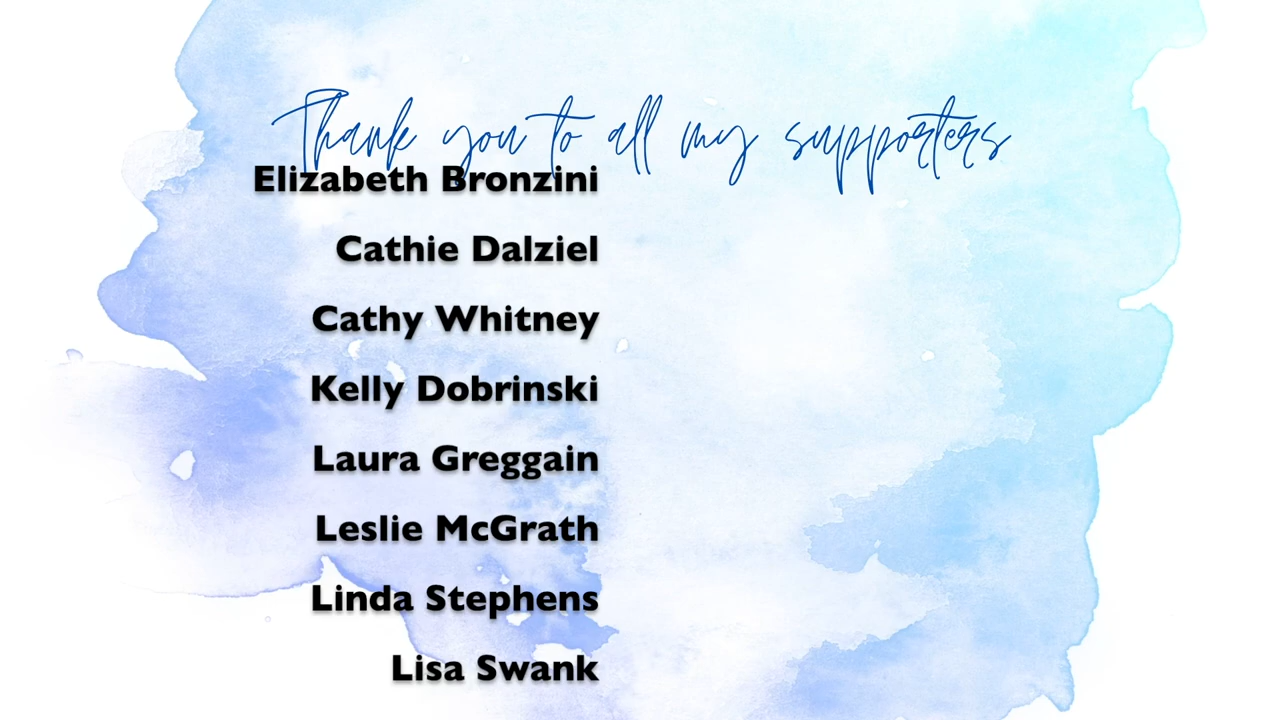 Thank you to all my supporters
Elizabeth Bronzini
Cathie Dalziel
Cathy Whitney
Kelly Dobrinski
Laura Greggain
Leslie McGrath
Linda Stephens
Lisa Swank